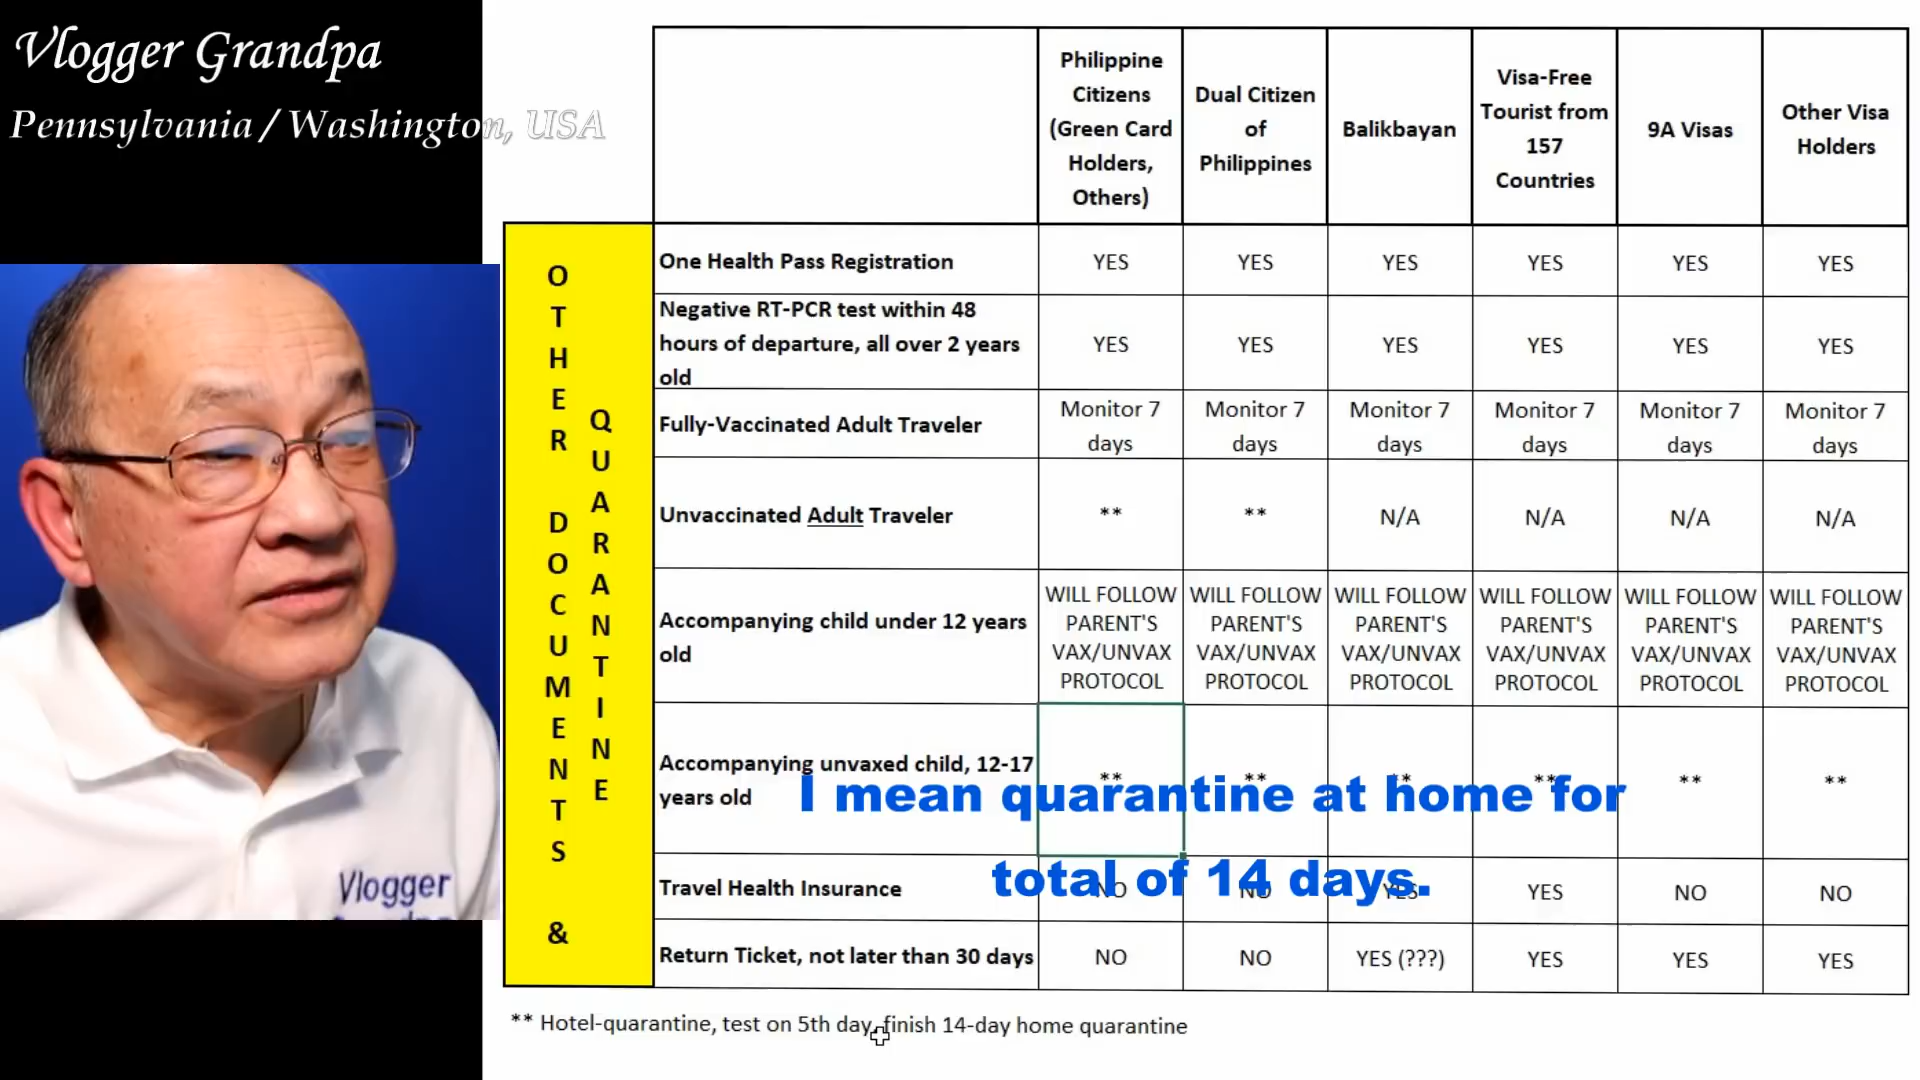 Vlogger Grandpa
Pennsylvania / Washington, USA
Philippine
Citizens
(Green Card
Holders,
Others)
Dual Citizen
of
Philippines
Balikbayan
Visa-Free
Tourist from
157
Countries
9A Visas
Other Visa
Holders
OTHER DOCUMENTS &
QUARANTINE
One Health Pass Registration
YES YES YES YES YES YES
Negative RT-PCR test within 48
hours of departure, all over 2 years
old
YES YES YES YES YES YES
Fully-Vaccinated Adult Traveler
Monitor 7
days
Monitor 7
days
Monitor 7
days
Monitor 7
days
Monitor 7
days
Monitor 7
days
Unvaccinated Adult Traveler
** ** N/A N/A N/A N/A
Accompanying child under 12 years
old
WILL FOLLOW
PARENT'S
VAX/UNVAX
PROTOCOL
WILL FOLLOW
PARENT'S
VAX/UNVAX
PROTOCOL
WILL FOLLOW
PARENT'S
VAX/UNVAX
PROTOCOL
WILL FOLLOW
PARENT'S
VAX/UNVAX
PROTOCOL
WILL FOLLOW
PARENT'S
VAX/UNVAX
PROTOCOL
WILL FOLLOW
PARENT'S
VAX/UNVAX
PROTOCOL
Accompanying unvaxed child, 12-17
years old
** ** ** ** ** **
I mean quarantine at home for
total of 14 days.
Travel Health Insurance
NO NO YES YES NO NO
Return Ticket, not later than 30 days
NO NO YES (???) YES YES YES
** Hotel-quarantine, test on 5th day, finish 14-day home quarantine
Vlogger